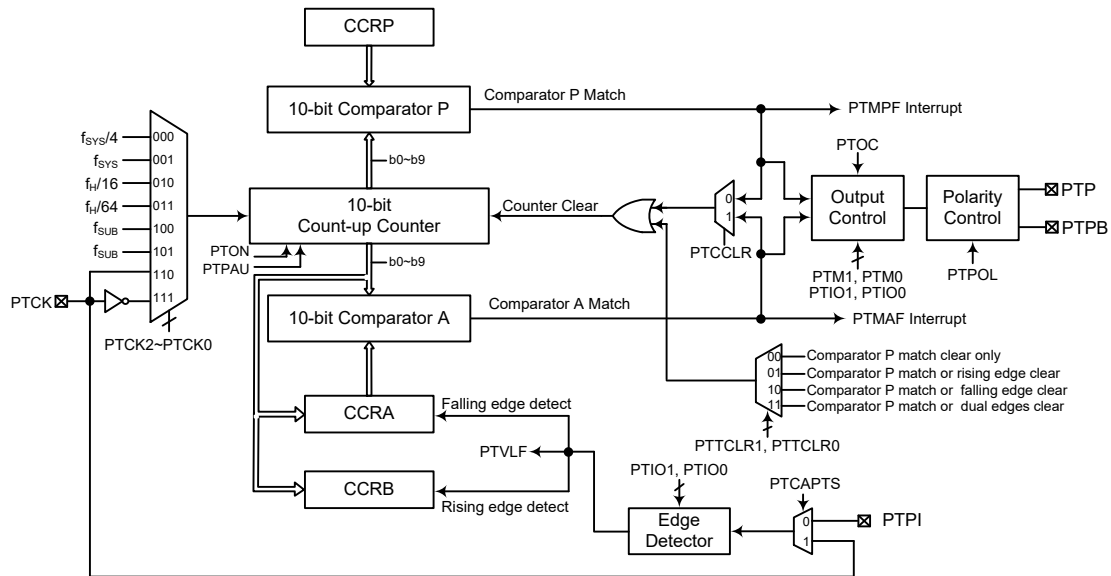 CCRP
10-bit Comparator P
Comparator P Match
PTMPF Interrupt
b0~b9
fSYS/4
000
fSYS
001
fH/16
010
fH/64
011
fSUB
100
fSUB
101
110
111
PTCK
PTCK2~PTCK0
10-bit
Count-up Counter
PTON
PTPAU
b0~b9
Counter Clear
0
1
PTCCLR
PTOC
Output
Control
PTM1, PTM0
PTIO1, PTIO0
Polarity
Control
PTPOL
PTP
PTPB
10-bit Comparator A
Comparator A Match
PTMAF Interrupt
00
Comparator P match clear only
01
Comparator P match or rising edge clear
10
Comparator P match or falling edge clear
11
Comparator P match or dual edges clear
PTTCLR1, PTTCLR0
CCRA
Falling edge detect
PTVLF
CCRB
Rising edge detect
PTIO1, PTIO0
Edge
Detector
PTCAPTS
0
1
PTPI